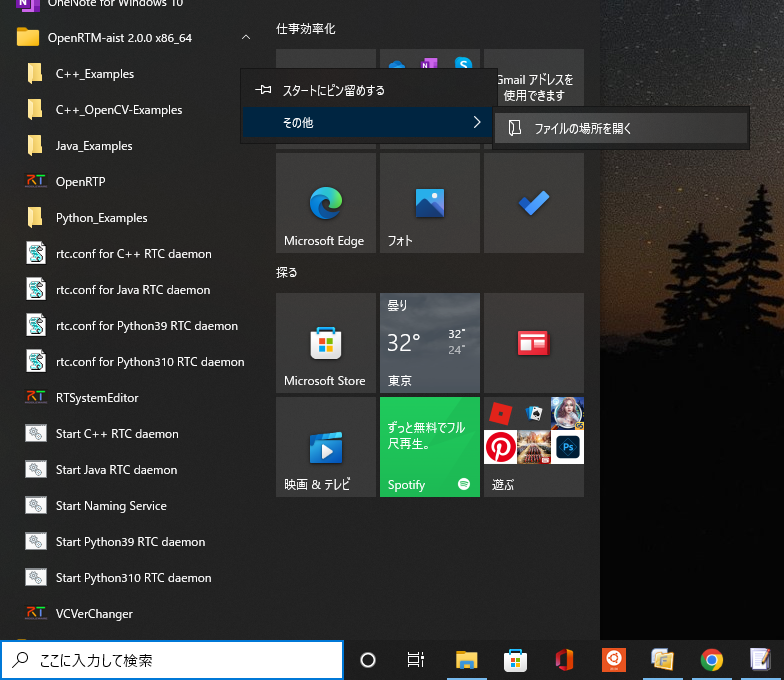 OneNote for Windows 10
OpenRTM-aist 2.0.0 x86_64
C++_Examples
C++_OpenCV-Examples
Java_Examples
OpenRTP
Python_Examples
rtc.conf for C++ RTC daemon
rtc.conf for Java RTC daemon
rtc.conf for Python39 RTC daemon
rtc.conf for Python310 RTC daemon
RTSystemEditor
Start C++ RTC daemon
Start Java RTC daemon
Start Naming Service
Start Python39 RTC daemon
Start Python310 RTC daemon
VCVerChanger
仕事効率化
Gmail アドレスを
使用できます
スタートにピン留めする
その他
ファイルの場所を開く
Microsoft Edge
フォト
探る
Microsoft Store
曇り
32°
32°
24°
東京
映画 & テレビ
ずっと無料でフル
尺再生。
Spotify
Ps
遊ぶ
ここに入力して検索